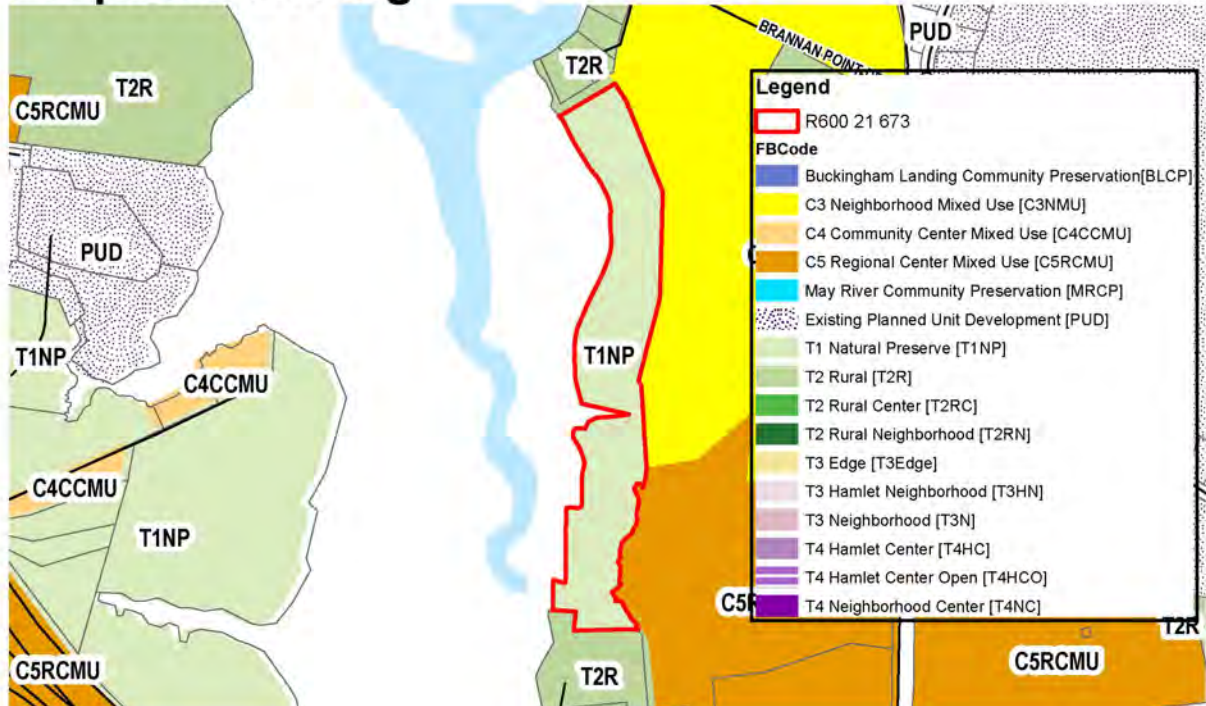 BRANNAN POINT
PUD
T2R
T2R
C5RCMU
PUD
T1NP
C4CCMU
C4CCMU
T1NP
T1NP
C5RCMU
T2R
C5RCMU
T2R
Legend
R600 21 673
FBCode
Buckingham Landing Community Preservation[BLCP]
C3 Neighborhood Mixed Use [C3NMU]
C4 Community Center Mixed Use [C4CCMU]
C5 Regional Center Mixed Use [C5RCMU]
May River Community Preservation [MRCP]
Existing Planned Unit Development [PUD]
T1 Natural Preserve [T1NP]
T2 Rural [T2R]
T2 Rural Center [T2RC]
T2 Rural Neighborhood [T2RN]
T3 Edge [T3Edge]
T3 Hamlet Neighborhood [T3HN]
T3 Neighborhood [T3N]
T4 Hamlet Center [T4HC]
T4 Hamlet Center Open [T4HCO]
T4 Neighborhood Center [T4NC]